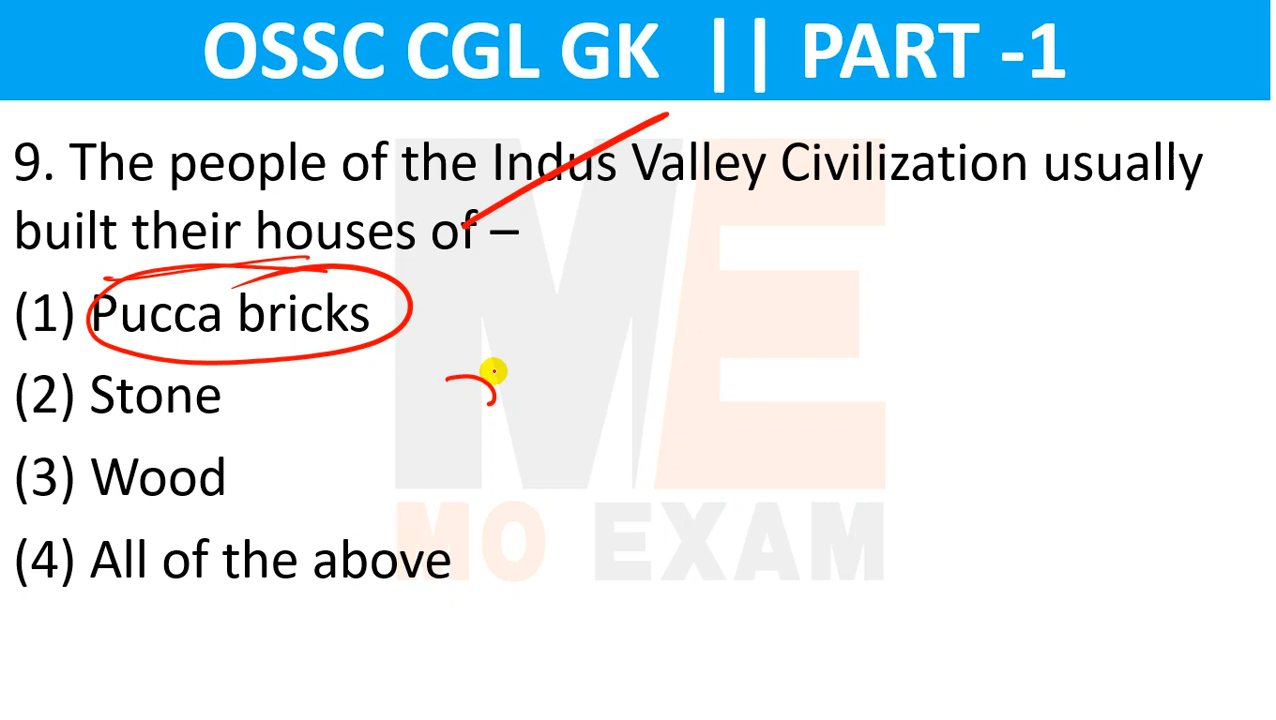 OSSC CGL GK || PART -1
9. The people of the Indus Valley Civilization usually
built their houses of –
(1) Pucca bricks
(2) Stone
(3) Wood
(4) All of the above
ME
MO EXAM